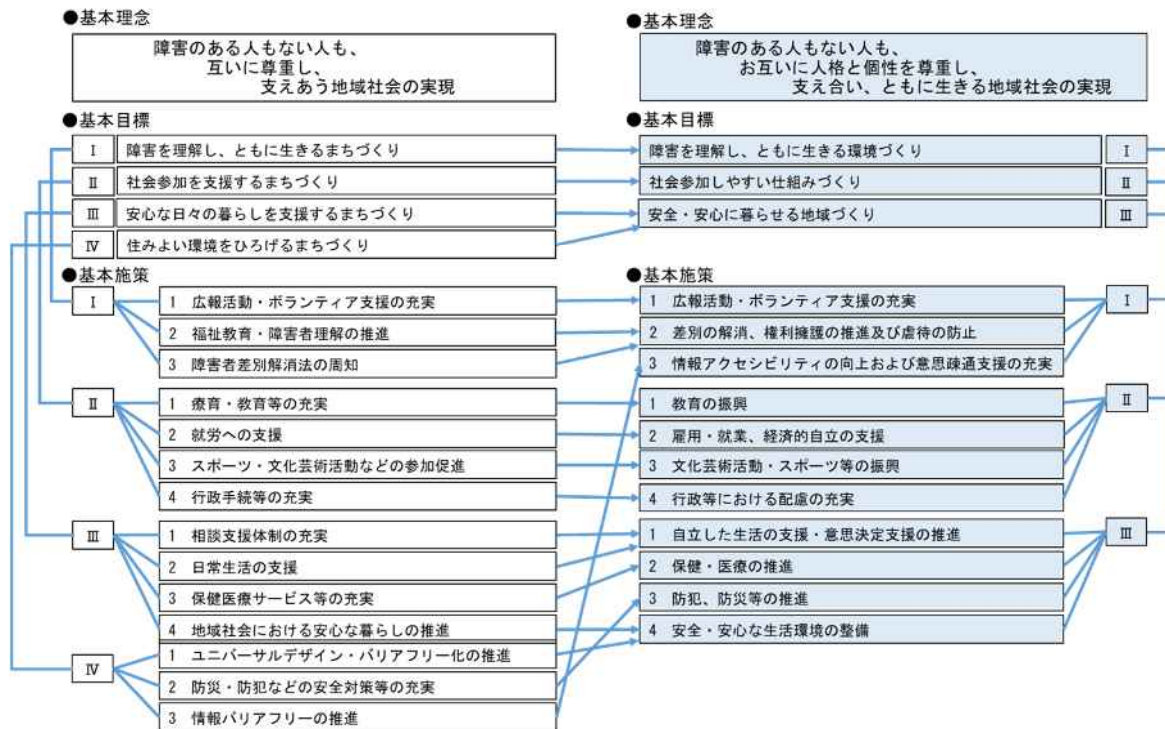 ●基本理念
障害のある人もない人も、
互いに尊重し、
支えあう地域社会の実現
●基本目標
Ⅰ 障害を理解し、ともに生きるまちづくり
Ⅱ 社会参加を支援するまちづくり
Ⅲ 安心な日々の暮らしを支援するまちづくり
Ⅳ 住みよい環境をひろげるまちづくり
●基本施策
Ⅰ
1 広報活動・ボランティア支援の充実
2 福祉教育・障害者理解の推進
3 障害者差別解消法の周知
Ⅱ
1 療育・教育等の充実
2 就労への支援
3 スポーツ・文化芸術活動などの参加促進
4 行政手続等の充実
Ⅲ
1 相談支援体制の充実
2 日常生活の支援
3 保健医療サービス等の充実
4 地域社会における安心な暮らしの推進
Ⅳ
1 ユニバーサルデザイン・バリアフリー化の推進
2 防災・防犯などの安全対策等の充実
3 情報バリアフリーの推進
●基本理念
障害のある人もない人も、
お互いに人格と個性を尊重し、
支え合い、ともに生きる地域社会の実現
●基本目標
障害を理解し、ともに生きる環境づくり Ⅰ
社会参加しやすい仕組みづくり Ⅱ
安全・安心に暮らせる地域づくり Ⅲ
●基本施策
1 広報活動・ボランティア支援の充実
Ⅰ
2 差別の解消、権利擁護の推進及び虐待の防止
3 情報アクセシビリティの向上および意思疎通支援の充実
1 教育の振興
Ⅱ
2 雇用・就業、経済的自立の支援
3 文化芸術活動・スポーツ等の振興
4 行政等における配慮の充実
1 自立した生活の支援・意思決定支援の推進
Ⅲ
2 保健・医療の推進
3 防犯、防災等の推進
4 安全・安心な生活環境の整備